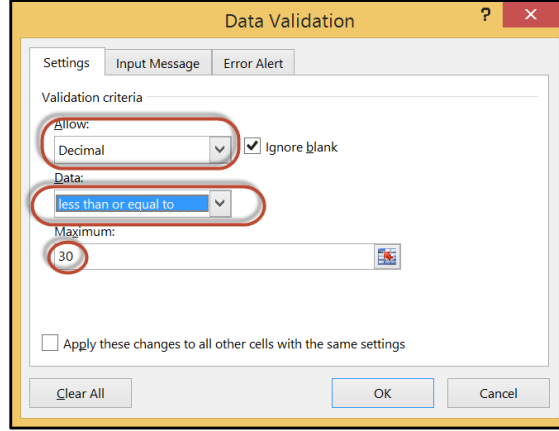 Data Validation ?
Settings Input Message Error Alert
Validation criteria
Allow:
Decimal Ignore blank
Data:
less than or equal to
Maximum:
30
Apply these changes to all other cells with the same settings
Clear All OK Cancel